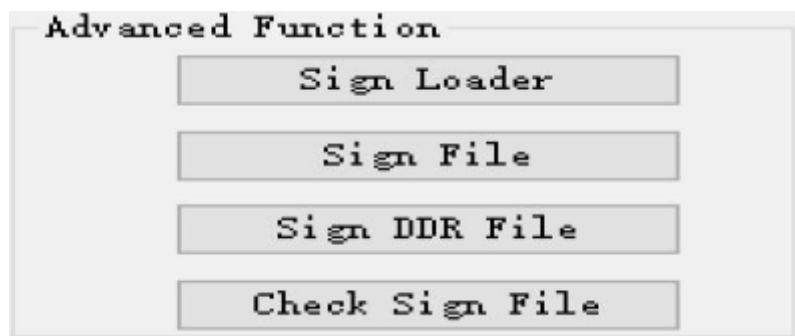 Advanced Function
Sign Loader
Sign File
Sign DDR File
Check Sign File